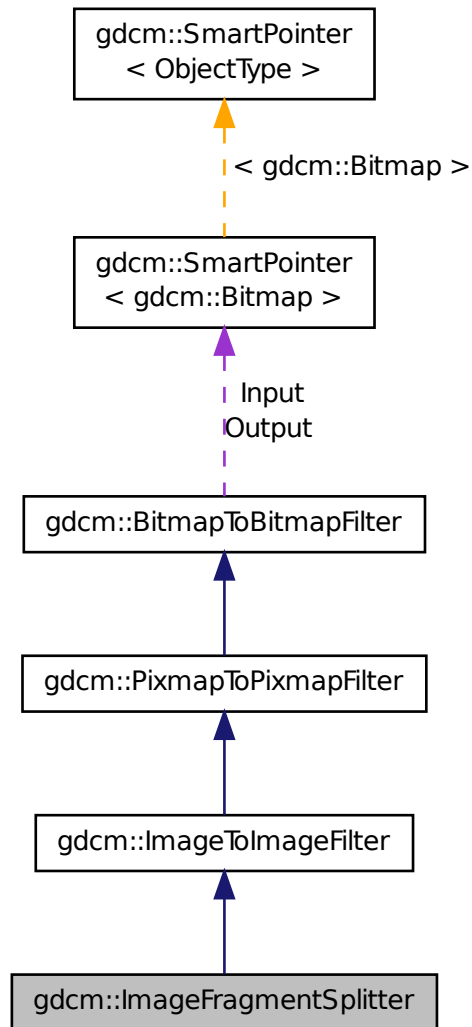 gdcm::SmartPointer
< ObjectType >
< gdcm::Bitmap >
gdcm::SmartPointer
< gdcm::Bitmap >
Input
Output
gdcm::BitmapToBitmapFilter
gdcm::PixmapToPixmapFilter
gdcm::ImageToImageFilter
gdcm::ImageFragmentSplitter